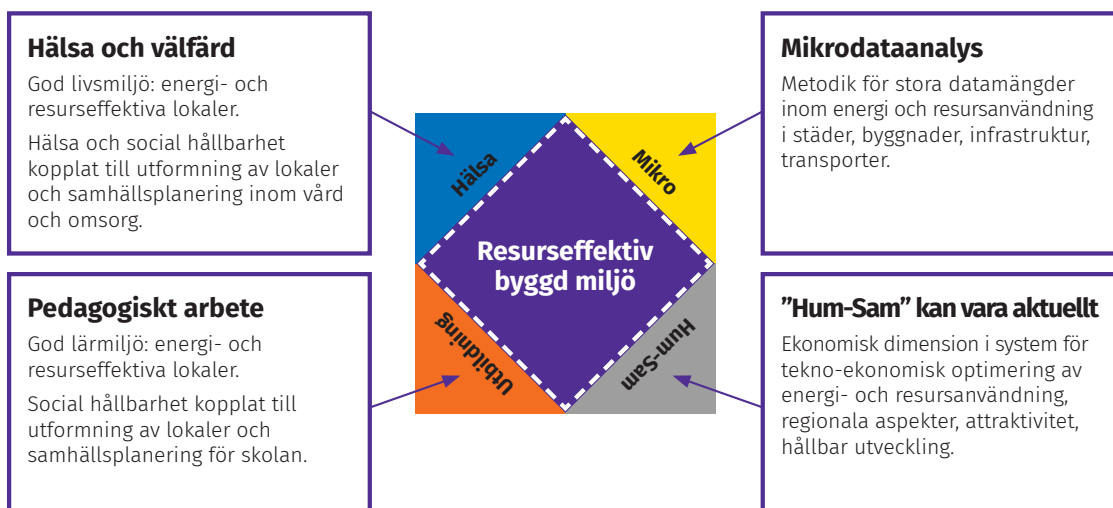 Hälsa och välfärd
God livsmiljö: energi- och
resurseffektiva lokaler.
Hälsa och social hållbarhet
kopplat till utformning av lokaler
och samhällsplanering inom vård
och omsorg.
Mikrodataanalys
Metodik för stora datamängder
inom energi och resursanvändning
i städer, byggnader, infrastruktur,
transporter.
Hälsa
Mikro
Resurseffektiv
byggd miljö
Utbildning
Hum-Sam
Pedagogiskt arbete
God lärmiljö: energi- och
resurseffektiva lokaler.
Social hållbarhet kopplat till
utformning av lokaler och
samhällsplanering för skolan.
”Hum-Sam” kan vara aktuellt
Ekonomisk dimension i system för
tekno-ekonomisk optimering av
energi- och resursanvändning,
regionala aspekter, attraktivitet,
hållbar utveckling.